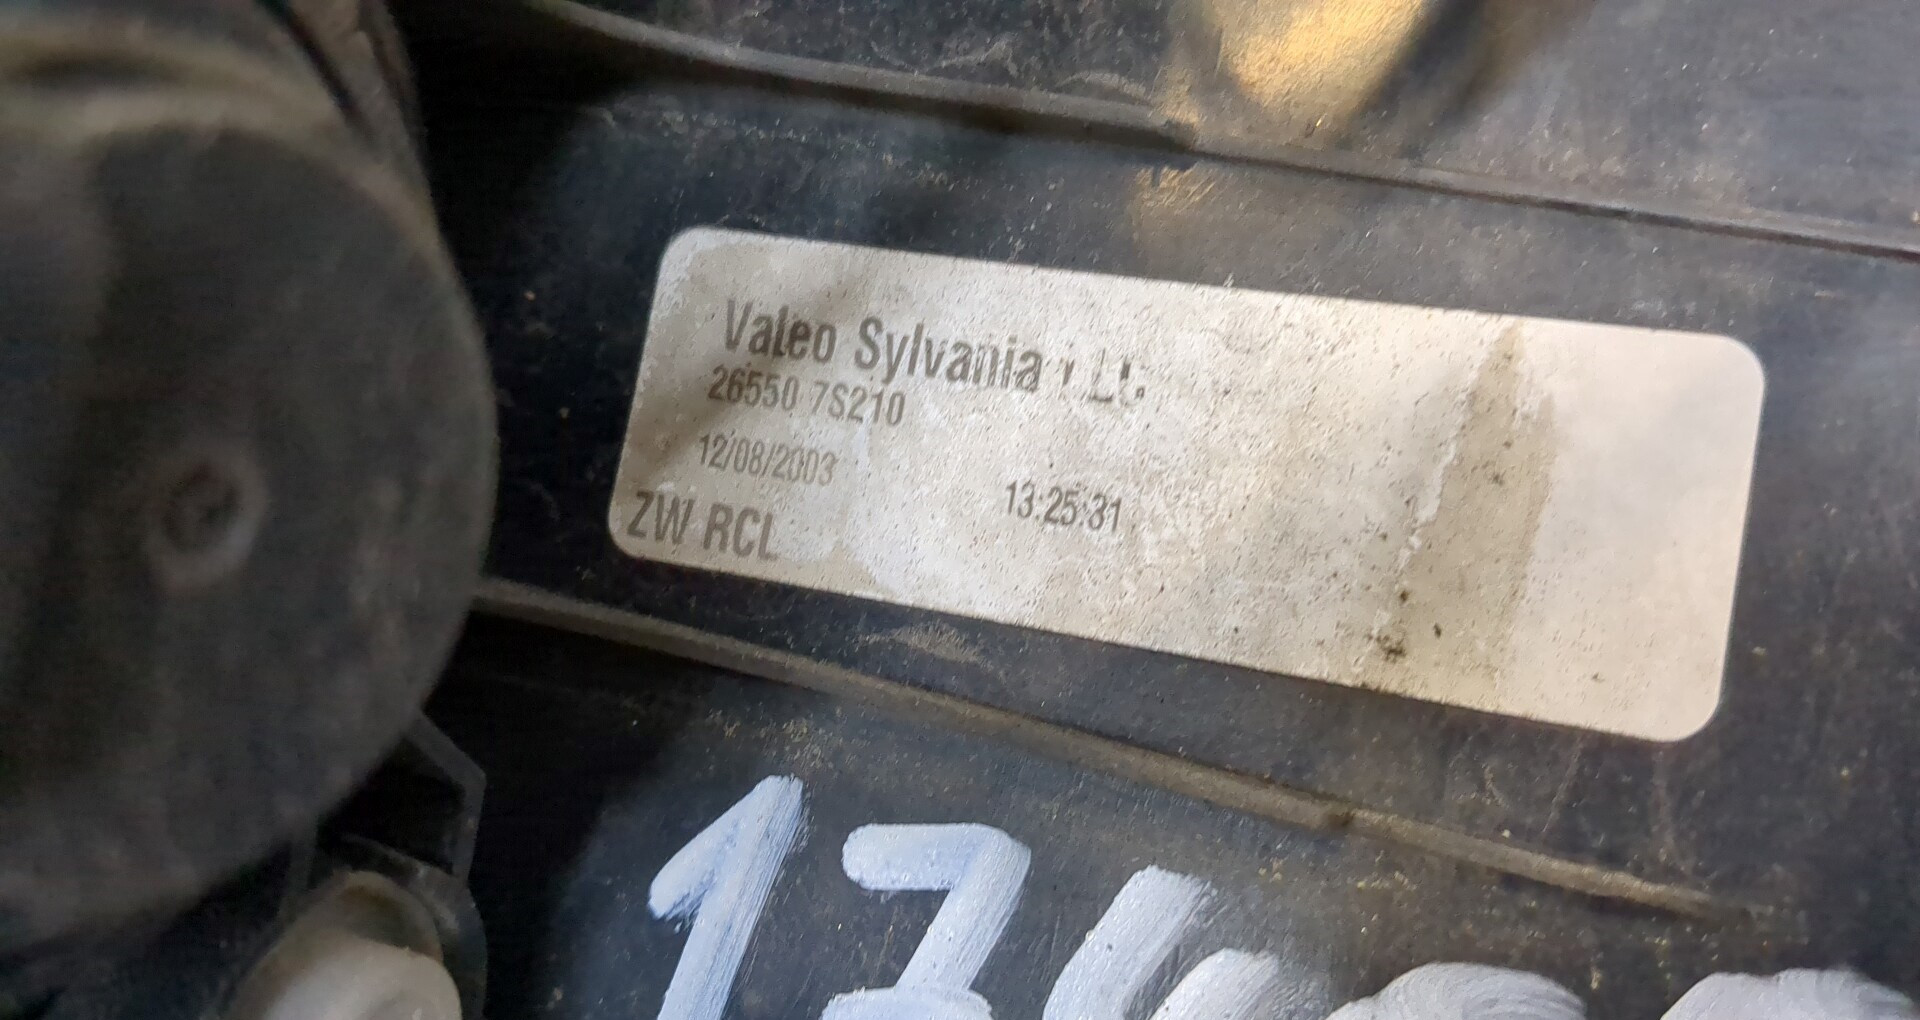 Valeo Sylvania
26550 7S210
12/08/2003
13:25:31
ZW RCL